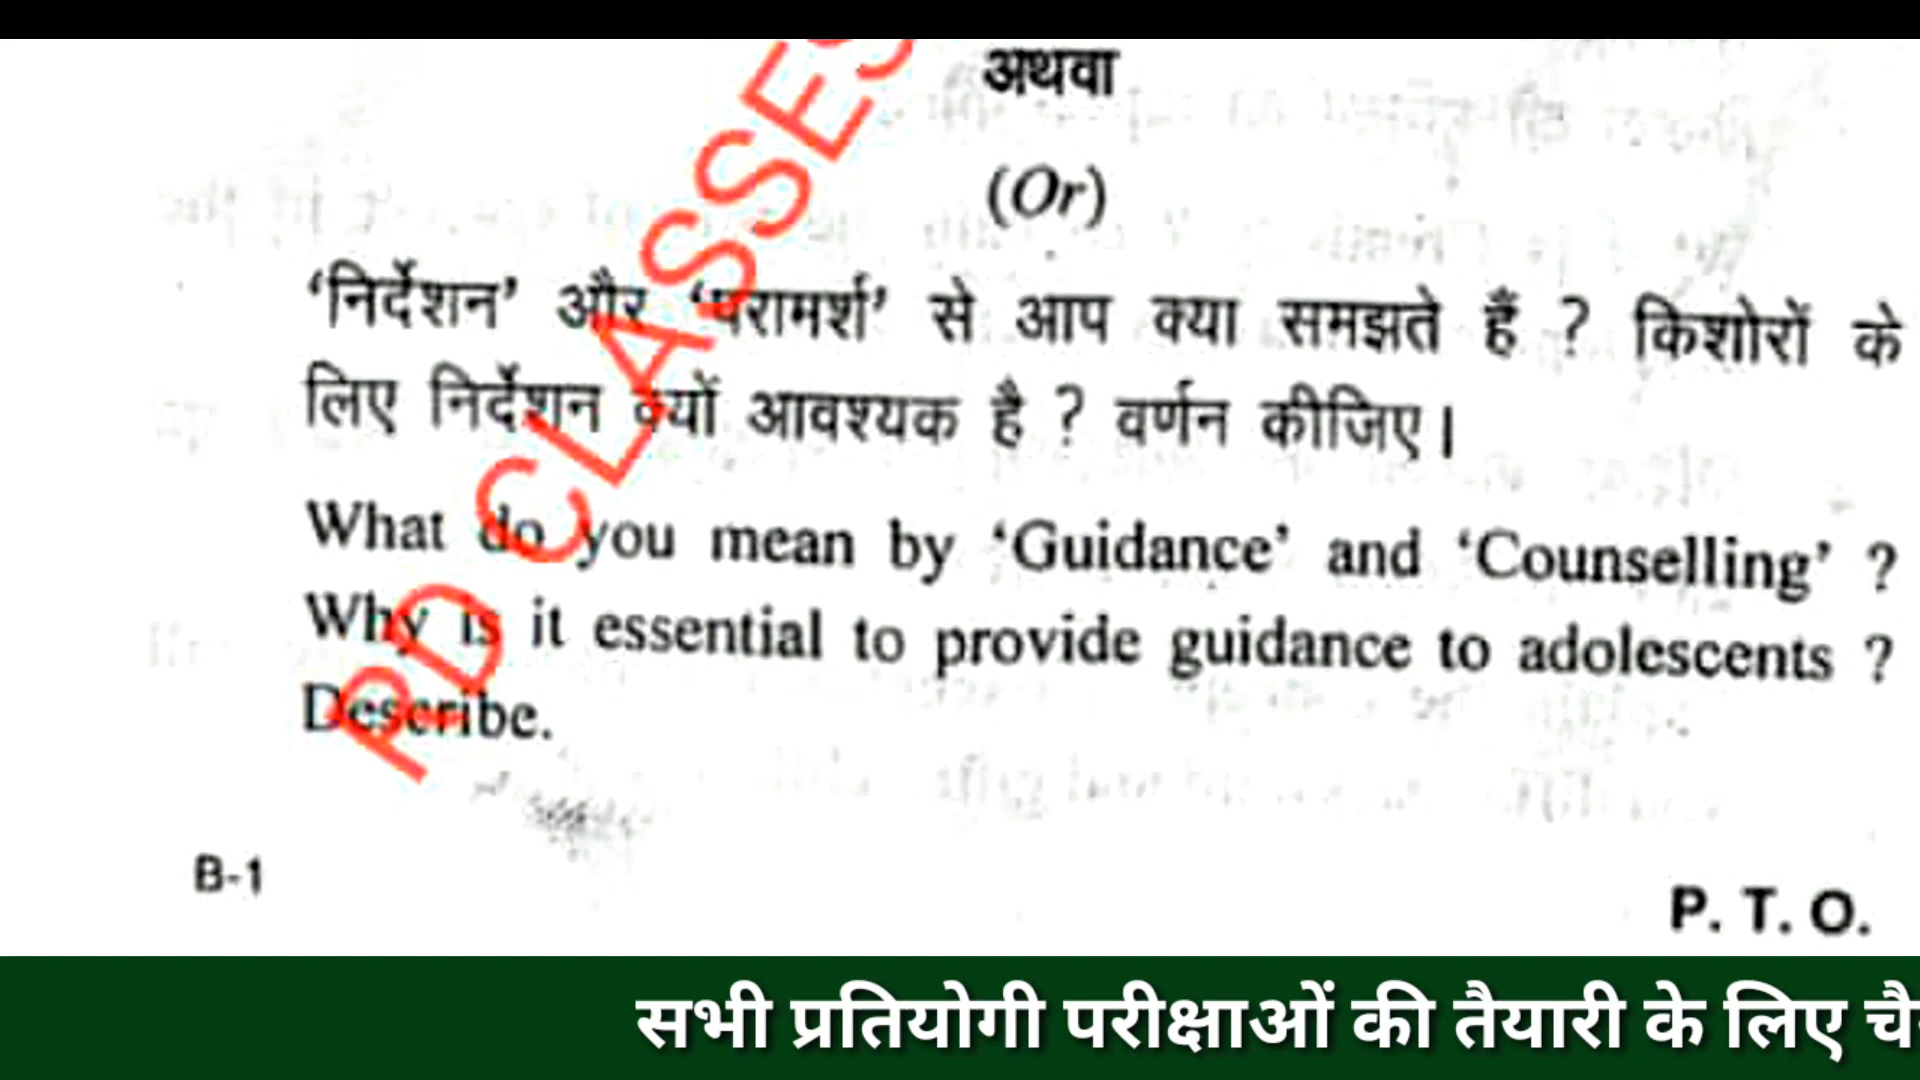 अथवा
(Or)
‘निर्देशन’ और ‘परामर्श’ से आप क्या समझते हैं ? किशोरों के
लिए निर्देशन क्यों आवश्यक है ? वर्णन कीजिए।
What do you mean by ‘Guidance’ and ‘Counselling’ ?
Why is it essential to provide guidance to adolescents ?
Describe.
PD CLASSES
B-1
P. T. O.
सभी प्रतियोगी परीक्षाओं की तैयारी के लिए